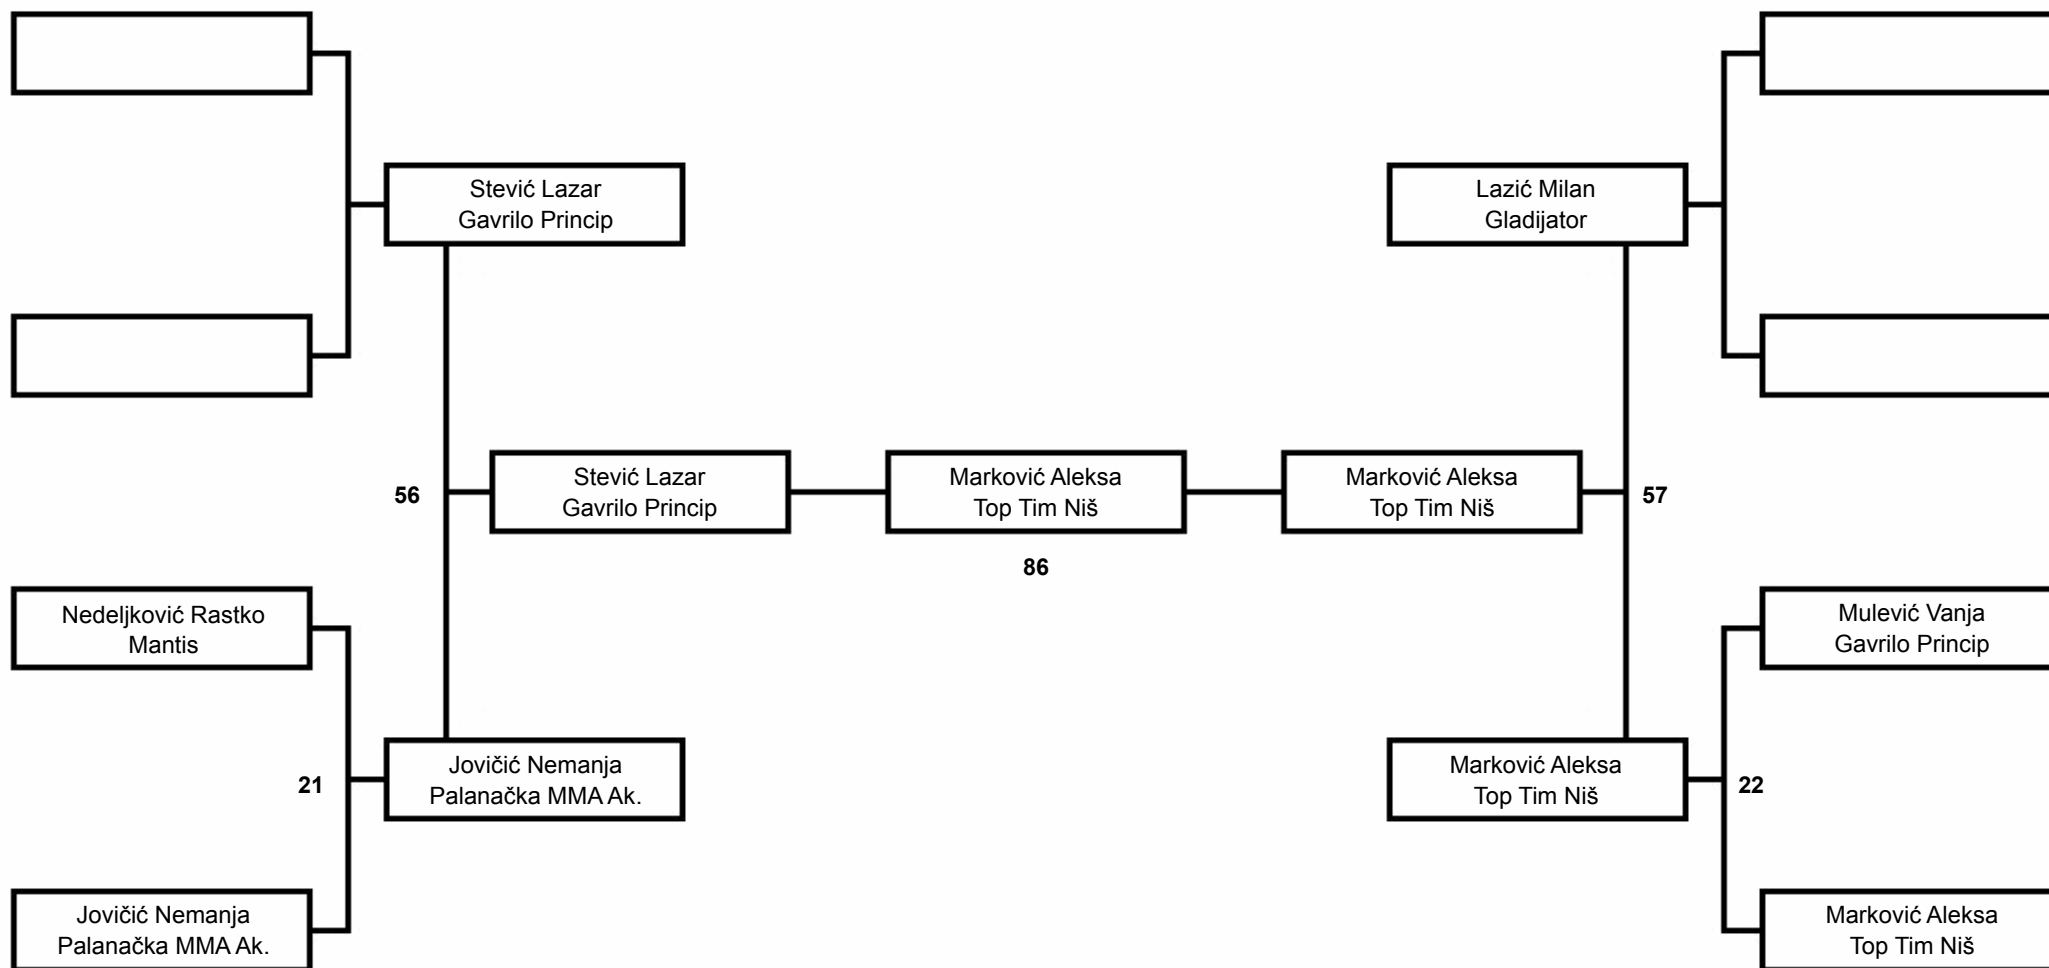 Stević Lazar
Gavrilo Princip
Lazić Milan
Gladijator
56
Stević Lazar
Gavrilo Princip
Marković Aleksa
Top Tim Niš
86
Marković Aleksa
Top Tim Niš
57
Nedeljković Rastko
Mantis
Mulević Vanja
Gavrilo Princip
21
Jovičić Nemanja
Palanačka MMA Ak.
Marković Aleksa
Top Tim Niš
22
Jovičić Nemanja
Palanačka MMA Ak.
Marković Aleksa
Top Tim Niš